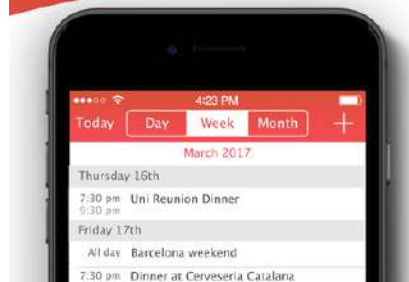 4:23 PM
Today Day Week Month +
March 2017
Thursday 16th
7:30 pm Uni Reunion Dinner
9:30 pm
Friday 17th
All day Barcelona weekend
7:30 pm Dinner at Cerveseria Catalana